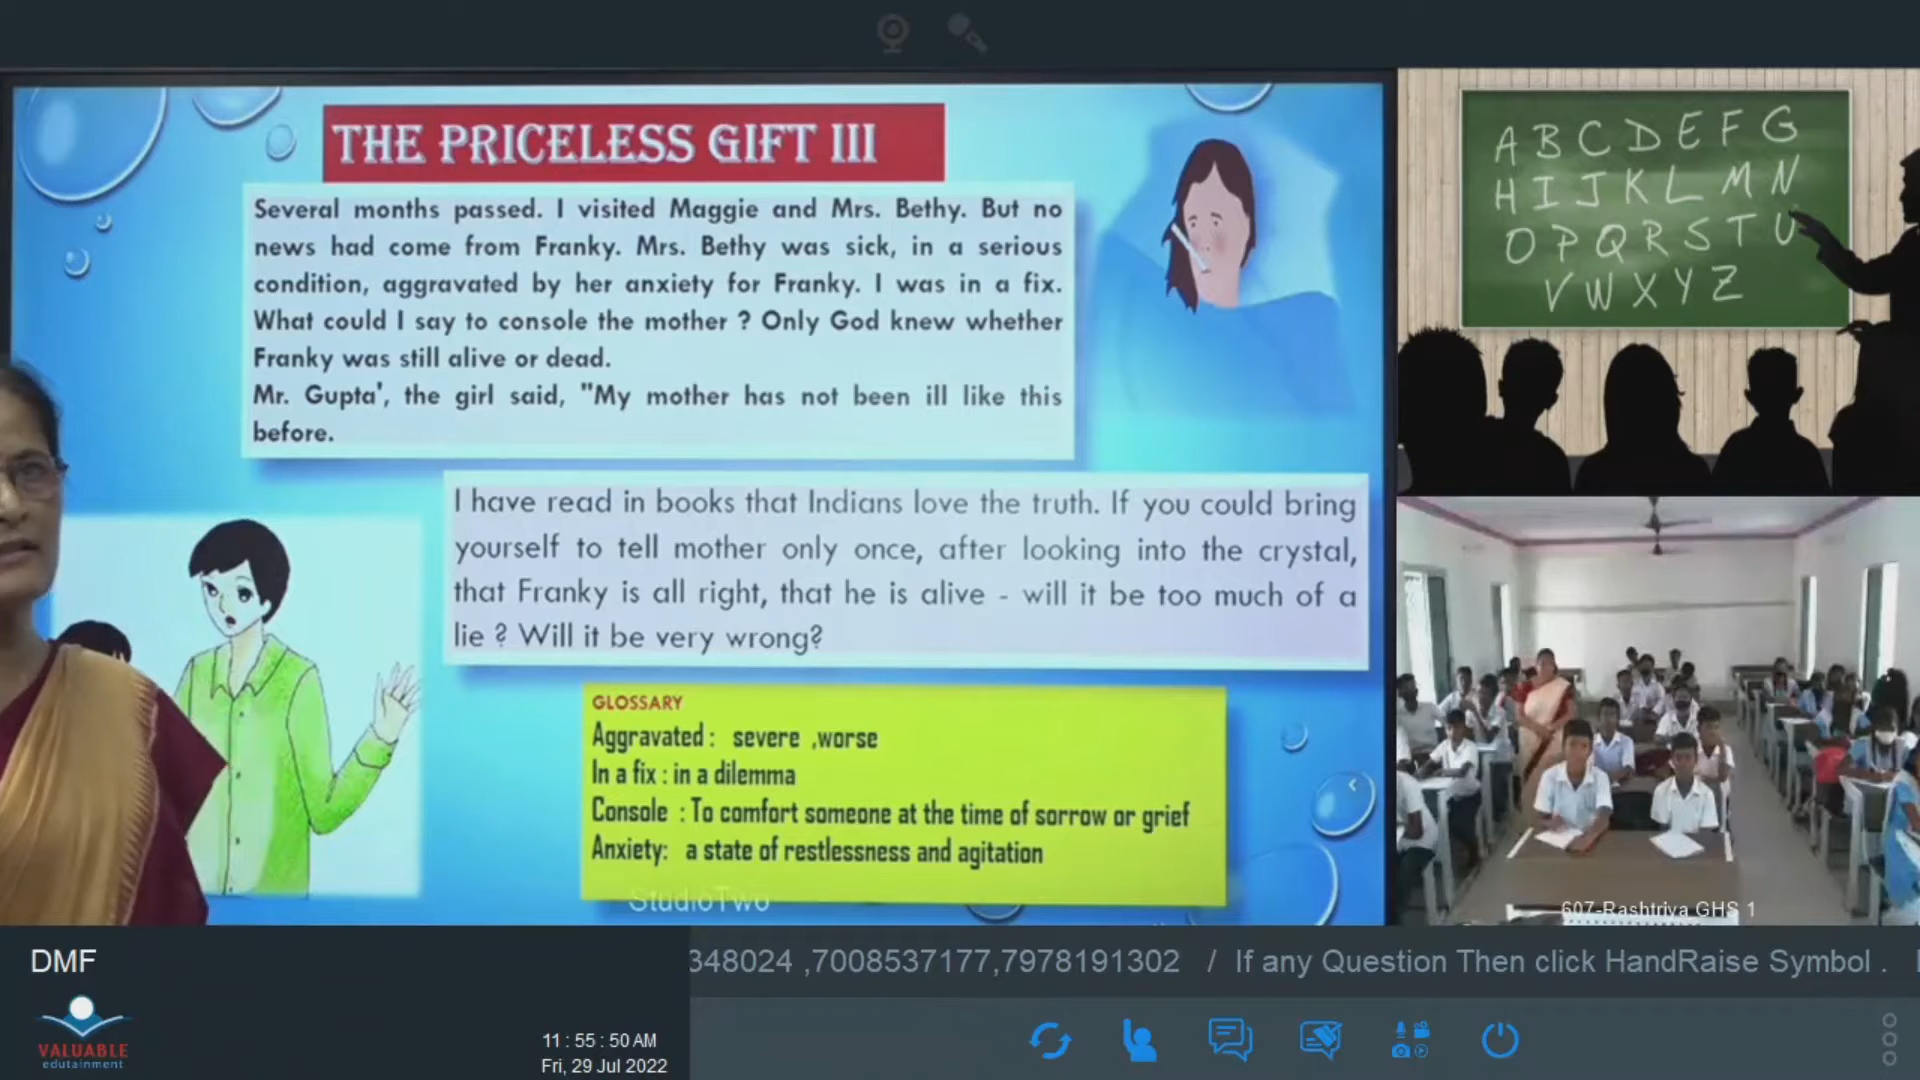 THE PRICELESS GIFT III
Several months passed. I visited Maggie and Mrs. Bethy. But no
news had come from Franky. Mrs. Bethy was sick, in a serious
condition, aggravated by her anxiety for Franky. I was in a fix.
What could I say to console the mother ? Only God knew whether
Franky was still alive or dead.
Mr. Gupta', the girl said, "My mother has not been ill like this
before.
I have read in books that Indians love the truth. If you could bring
yourself to tell mother only once, after looking into the crystal,
that Franky is all right, that he is alive - will it be too much of a
lie ? Will it be very wrong?
GLOSSARY
Aggravated : severe ,worse
In a fix : in a dilemma
Console : To comfort someone at the time of sorrow or grief
Anxiety: a state of restlessness and agitation
StudioTwo
A B C D E F G
H I J K L M N
O P Q R S T U
V W X Y Z
607-Rashtriya GHS 1
DMF
348024 ,7008537177,7978191302 / If any Question Then click HandRaise Symbol .
VALUABLE
edutainment
11 : 55 : 50 AM
Fri, 29 Jul 2022